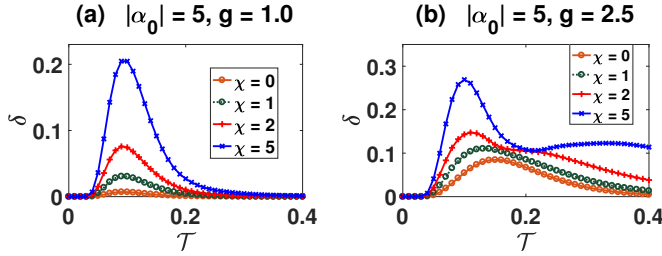 (a) |α₀| = 5, g = 1.0
δ
0.2
0.1
0
0 0.2 0.4
𝒯
χ = 0
χ = 1
χ = 2
χ = 5
(b) |α₀| = 5, g = 2.5
δ
0.3
0.2
0.1
0
0 0.2 0.4
𝒯
χ = 0
χ = 1
χ = 2
χ = 5